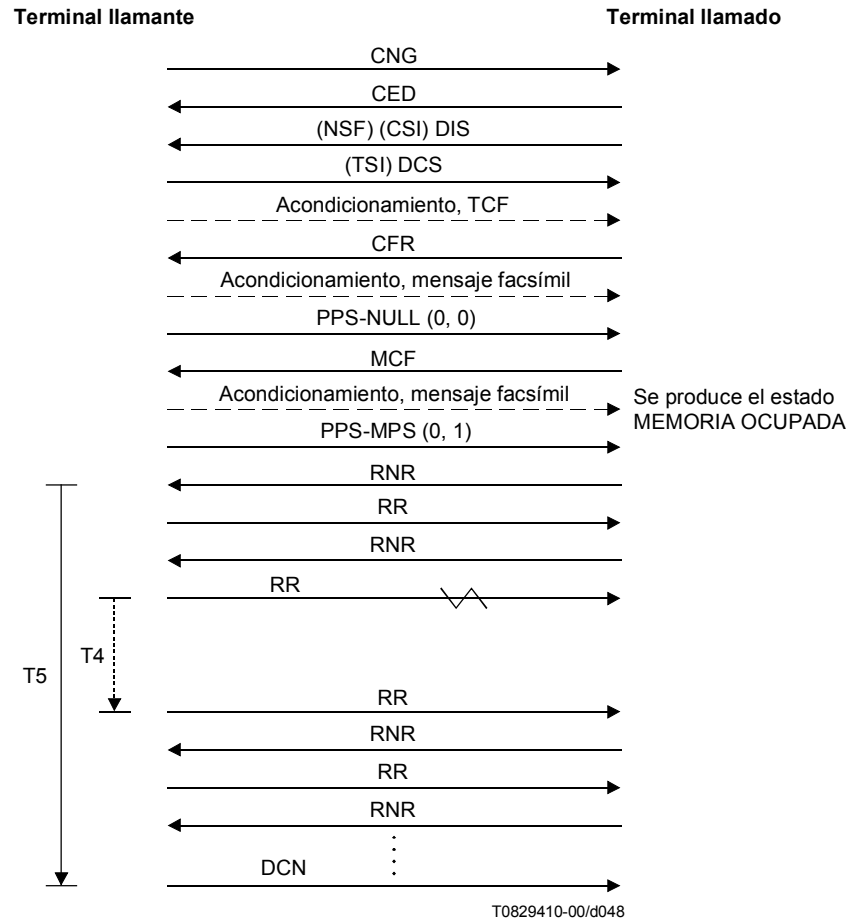 Terminal llamante
Terminal llamado
CNG
CED
(NSF) (CSI) DIS
(TSI) DCS
Acondicionamiento, TCF
CFR
Acondicionamiento, mensaje facsímil
PPS-NULL (0, 0)
MCF
Acondicionamiento, mensaje facsímil
Se produce el estado
MEMORIA OCUPADA
PPS-MPS (0, 1)
RNR
RR
RNR
RR
T4
T5
RR
RNR
RR
RNR
DCN
T0829410-00/d048